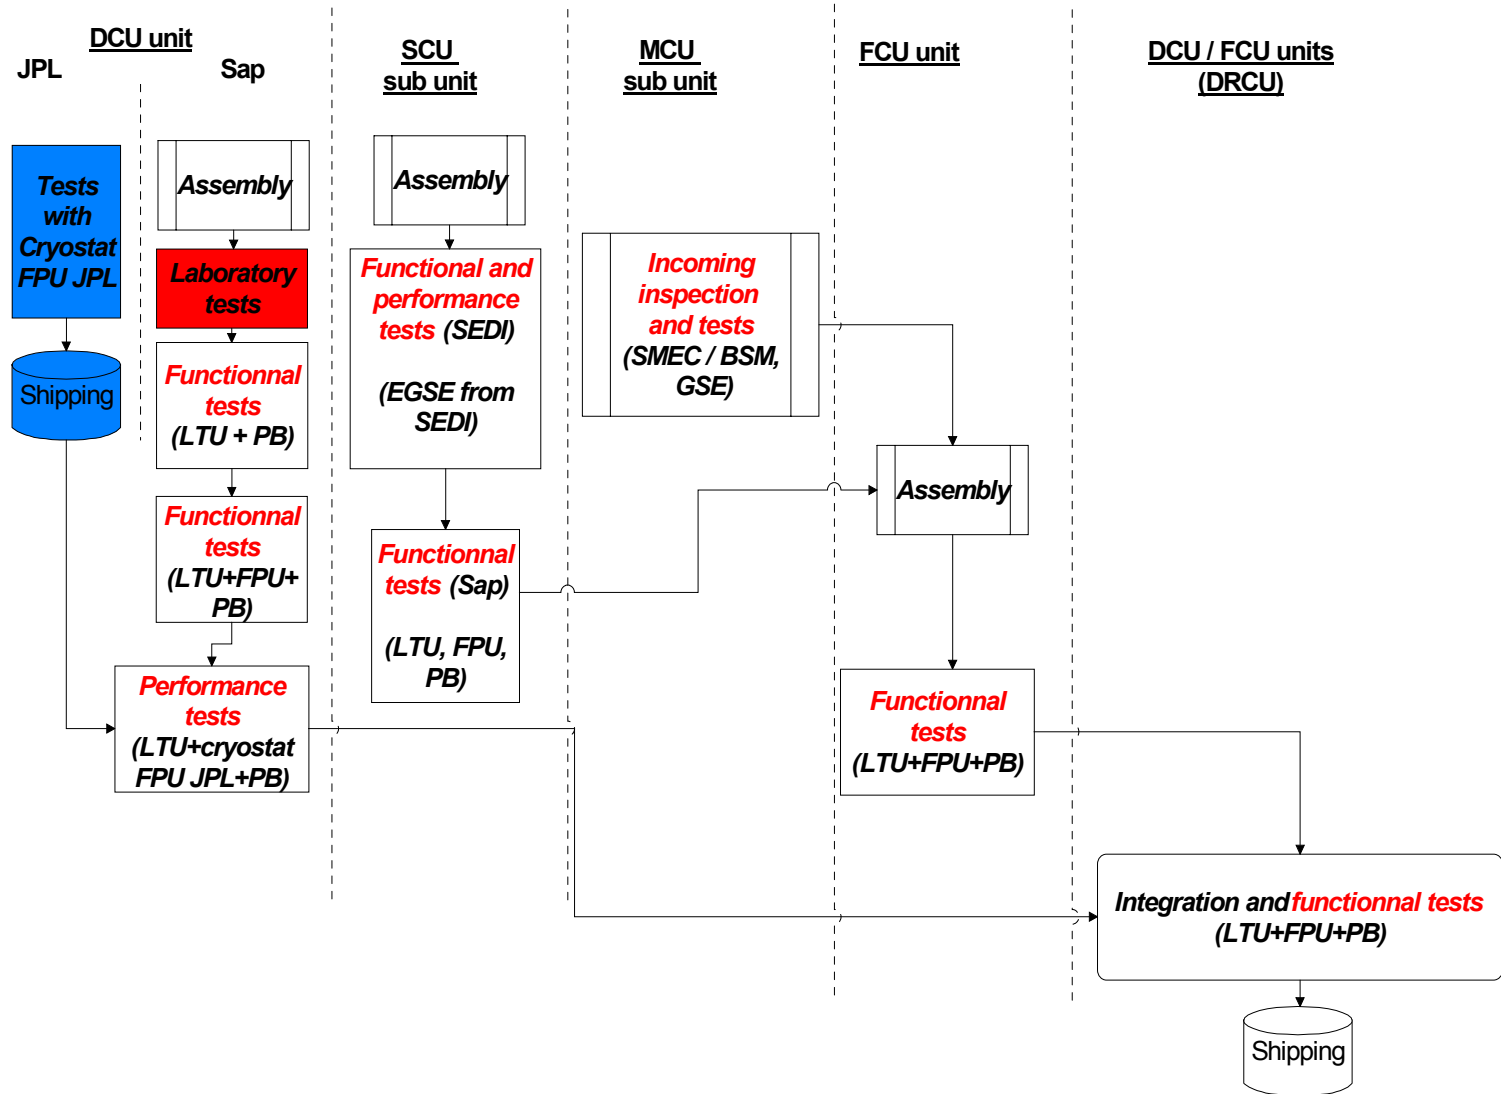 DCU unit
JPL
Sap
SCU
sub unit
MCU
sub unit
FCU unit
DCU / FCU units
(DRCU)
Tests
with
Cryostat
FPU JPL
Shipping
Assembly
Laboratory
tests
Functionnal
tests
(LTU + PB)
Functionnal
tests
(LTU+FPU+
PB)
Performance
tests
(LTU+cryostat
FPU JPL+PB)
Assembly
Functional and
performance
tests (SEDI)
(EGSE from
SEDI)
Functionnal
tests (Sap)
(LTU, FPU,
PB)
Incoming
inspection
and tests
(SMEC / BSM,
GSE)
Assembly
Functionnal
tests
(LTU+FPU+PB)
Integration and functionnal tests
(LTU+FPU+PB)
Shipping